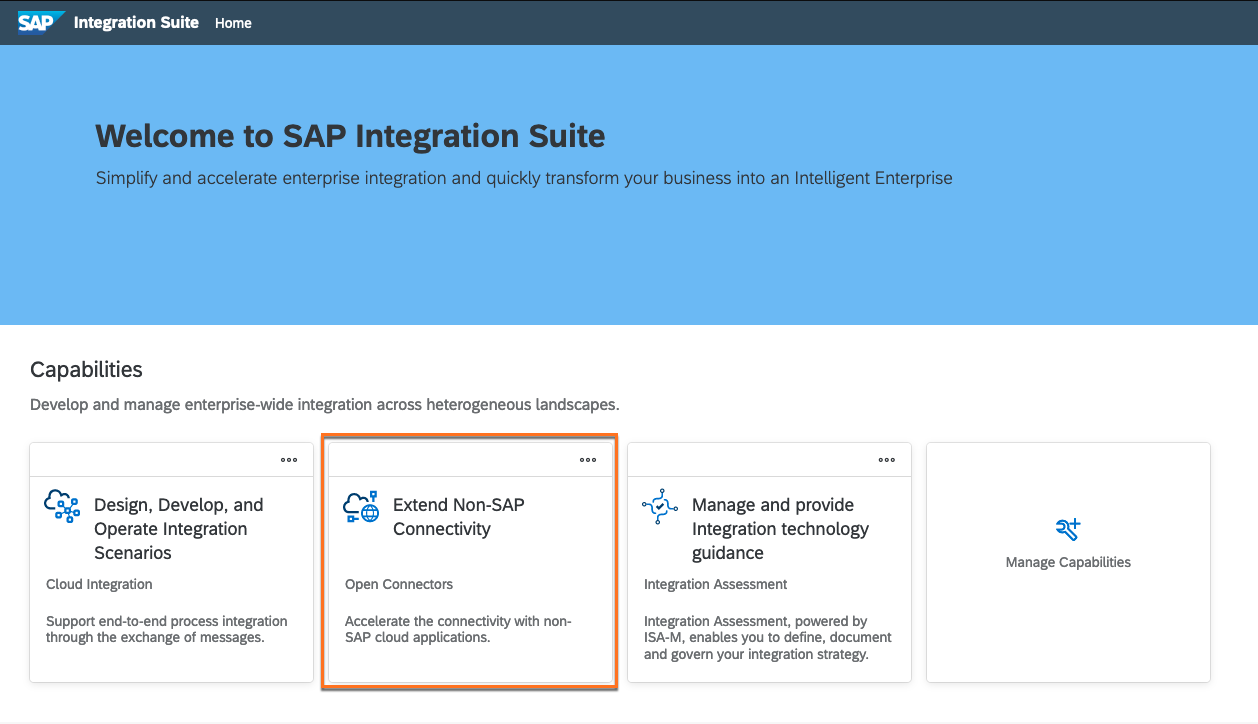 SAP Integration Suite Home
Welcome to SAP Integration Suite
Simplify and accelerate enterprise integration and quickly transform your business into an Intelligent Enterprise
Capabilities
Develop and manage enterprise-wide integration across heterogeneous landscapes.
Design, Develop, and
Operate Integration
Scenarios
Cloud Integration
Support end-to-end process integration
through the exchange of messages.
Extend Non-SAP
Connectivity
Open Connectors
Accelerate the connectivity with non-
SAP cloud applications.
Manage and provide
Integration technology
guidance
Integration Assessment
Integration Assessment, powered by
ISA-M, enables you to define, document
and govern your integration strategy.
Manage Capabilities